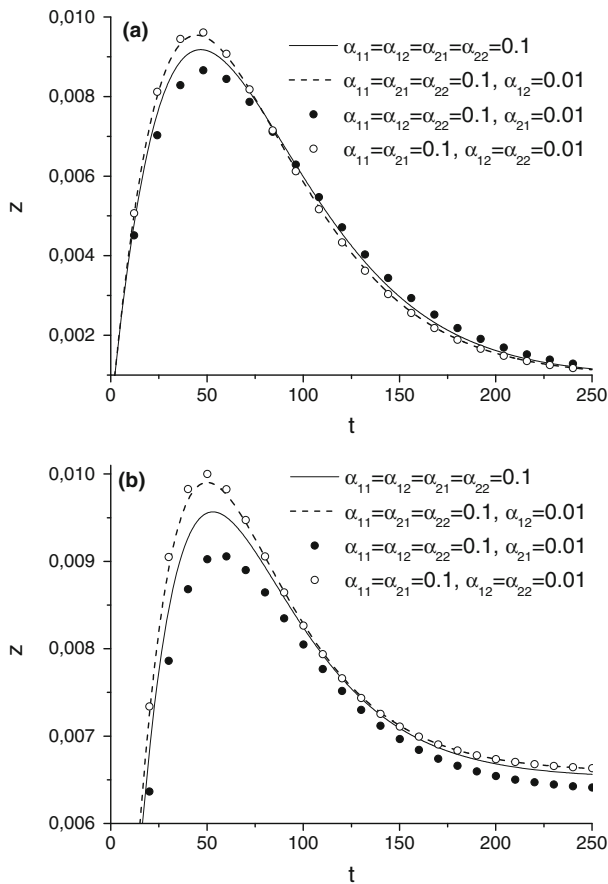 (a)
α₁₁=α₁₂=α₂₁=α₂₂=0.1
α₁₁=α₂₁=α₂₂=0.1, α₁₂=0.01
α₁₁=α₁₂=α₂₂=0.1, α₂₁=0.01
α₁₁=α₂₁=0.1, α₁₂=α₂₂=0.01
0,010
0,008
0,006
0,004
0,002
z
0 50 100 150 200 250
t
(b)
α₁₁=α₁₂=α₂₁=α₂₂=0.1
α₁₁=α₂₁=α₂₂=0.1, α₁₂=0.01
α₁₁=α₁₂=α₂₂=0.1, α₂₁=0.01
α₁₁=α₂₁=0.1, α₁₂=α₂₂=0.01
0,010
0,009
0,008
0,007
0,006
z
0 50 100 150 200 250
t